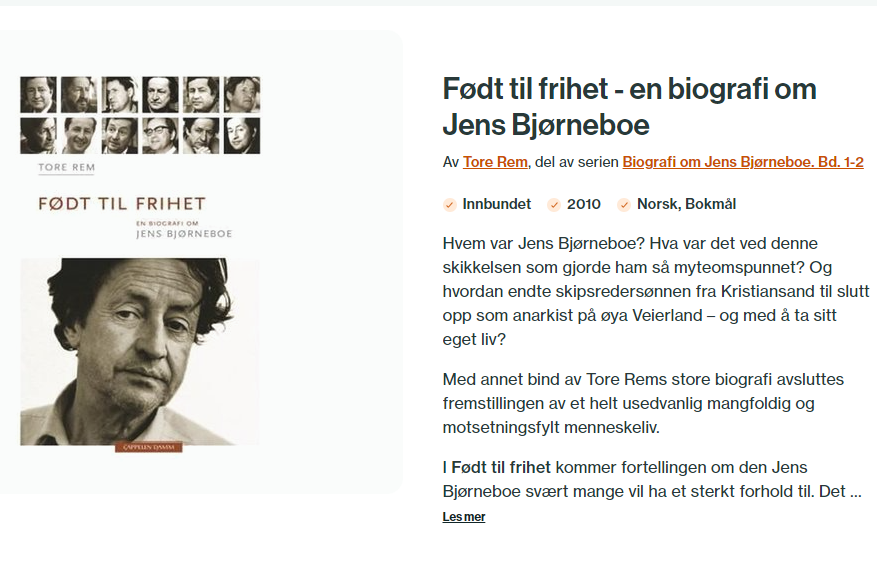 TORE REM
FØDT TIL FRIHET
EN BIOGRAFI OM
JENS BJØRNEBOE
CAPPELEN DAMM
Født til frihet - en biografi om
Jens Bjørneboe
Av Tore Rem, del av serien Biografi om Jens Bjørneboe. Bd. 1-2
Innbundet 2010 Norsk, Bokmål
Hvem var Jens Bjørneboe? Hva var det ved denne
skikkelsen som gjorde ham så myteomspunnet? Og
hvordan endte skipsredersønnen fra Kristiansand til slutt
opp som anarkist på øya Veierland – og med å ta sitt
eget liv?
Med annet bind av Tore Rems store biografi avsluttes
fremstillingen av et helt usedvanlig mangfoldig og
motsetningsfylt menneskeliv.
I Født til frihet kommer fortellingen om den Jens
Bjørneboe svært mange vil ha et sterkt forhold til. Det ...
Les mer